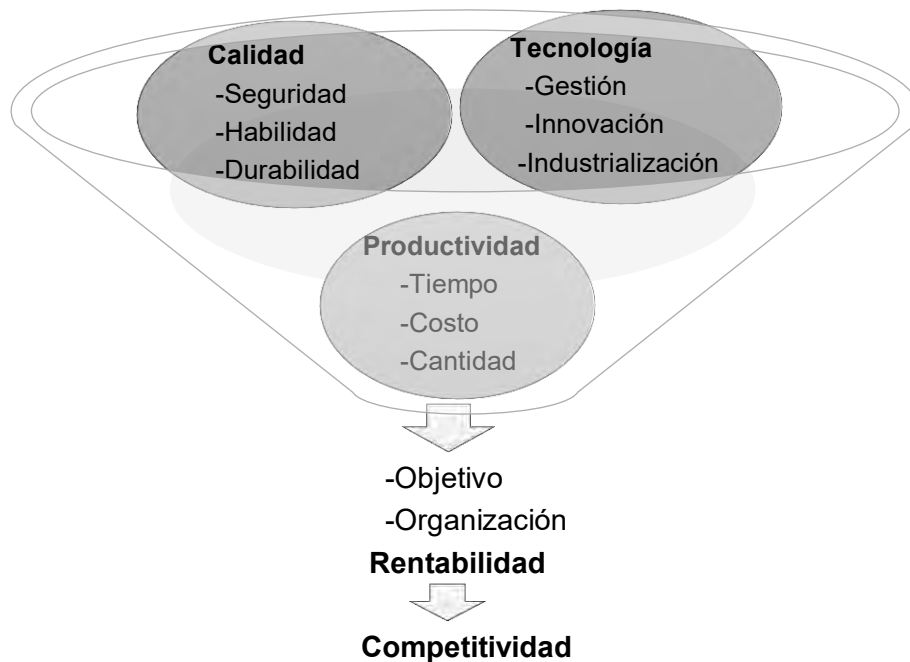 Calidad
-Seguridad
-Habilidad
-Durabilidad
Tecnología
-Gestión
-Innovación
-Industrialización
Productividad
-Tiempo
-Costo
-Cantidad
-Objetivo
-Organización
Rentabilidad
Competitividad